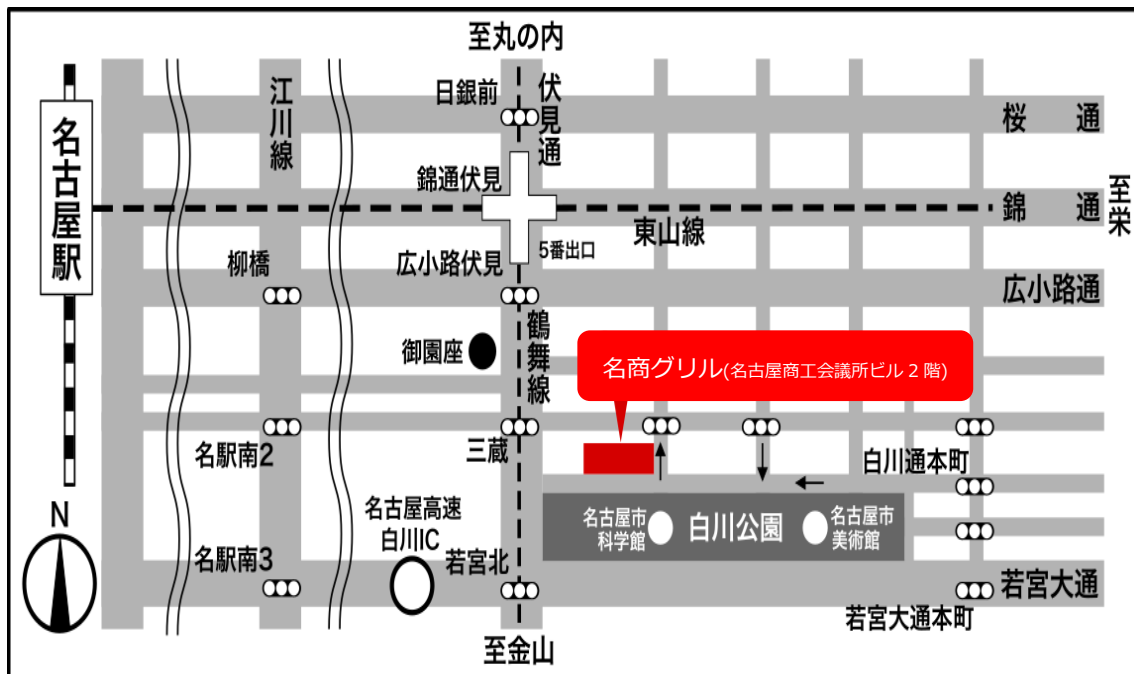 至丸の内
日銀前
伏見通
江川線
桜 通
名古屋駅
錦通伏見
錦 通
至栄
東山線
5番出口
柳橋
広小路伏見
広小路通
鶴舞線
御園座
名商グリル(名古屋商工会議所ビル 2 階)
名駅南2
三蔵
白川通本町
N
名古屋高速
白川IC
名古屋市
科学館
白川公園
名古屋市
美術館
名駅南3
若宮北
若宮大通
若宮大通本町
至金山